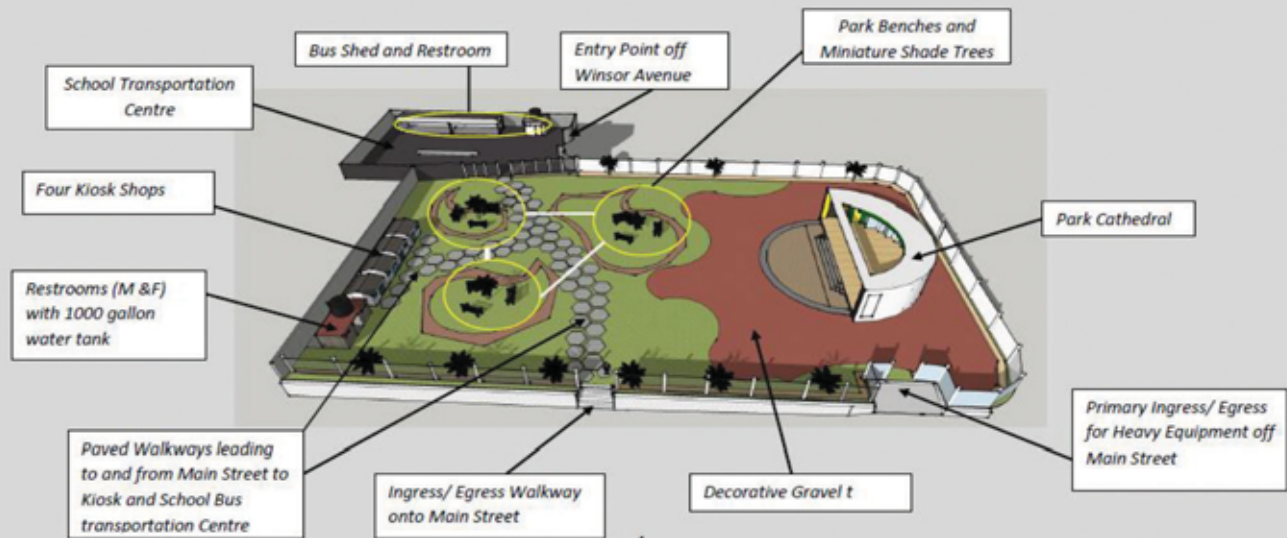 Bus Shed and Restroom
Entry Point off
Winsor Avenue
Park Benches and
Miniature Shade Trees
School Transportation
Centre
Four Kiosk Shops
Park Cathedral
Restrooms (M &F)
with 1000 gallon
water tank
Paved Walkways leading
to and from Main Street to
Kiosk and School Bus
transportation Centre
Ingress/ Egress Walkway
onto Main Street
Decorative Gravel t
Primary Ingress/ Egress
for Heavy Equipment off
Main Street